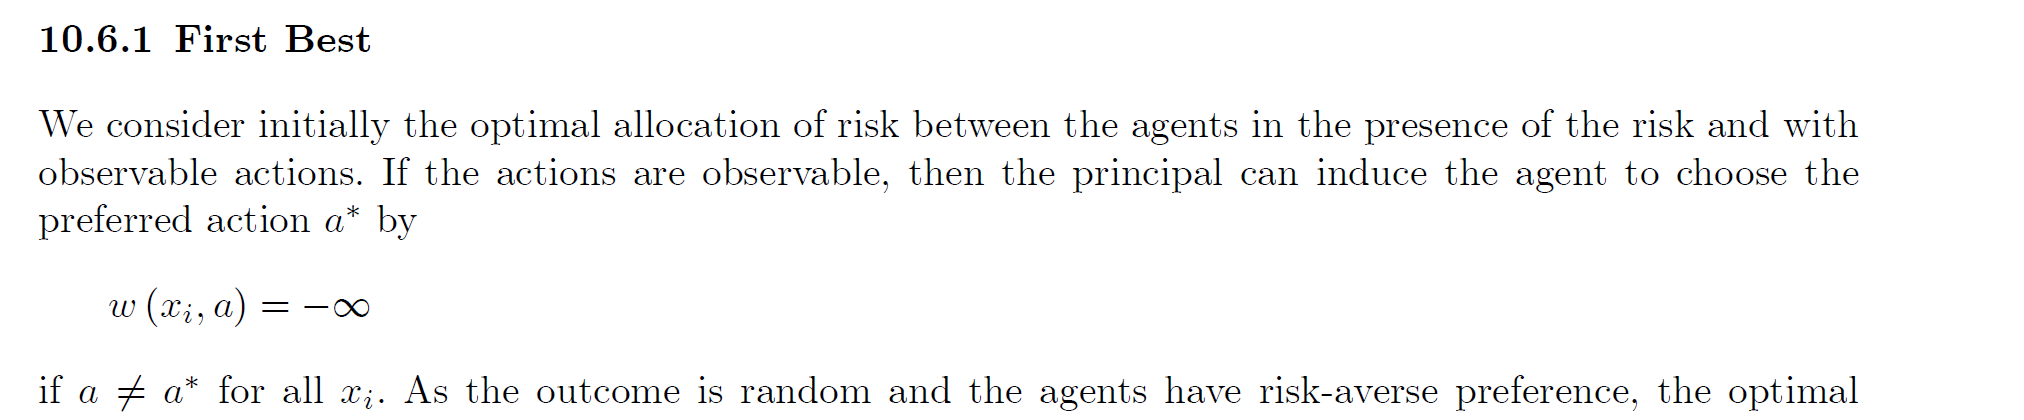 10.6.1 First Best
We consider initially the optimal allocation of risk between the agents in the presence of the risk and with
observable actions. If the actions are observable, then the principal can induce the agent to choose the
preferred action a* by
w (xᵢ, a) = −∞
if a ≠ a* for all xᵢ. As the outcome is random and the agents have risk-averse preference, the optimal